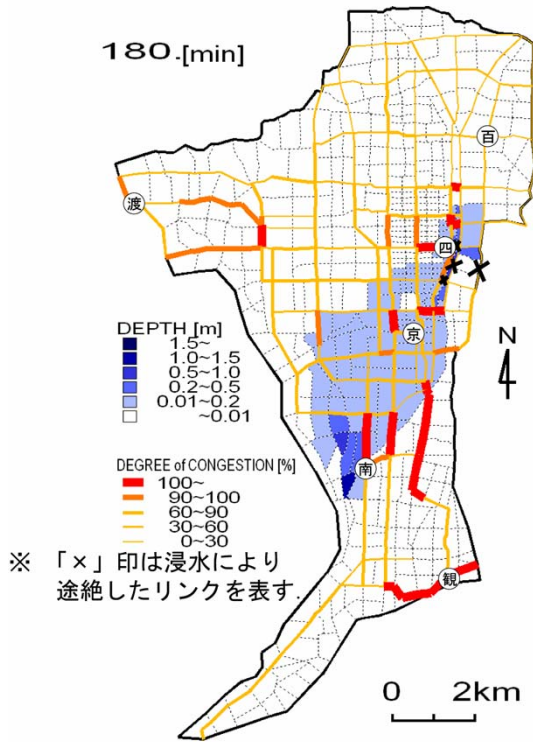 180.[min]
百
渡
四
京
N
DEPTH [m]
1.5~
1.0~1.5
0.5~1.0
0.2~0.5
0.01~0.2
~0.01
DEGREE of CONGESTION [%]
100~
90~100
60~90
30~60
0~30
南
※ 「×」印は浸水により
途絶したリンクを表す.
観
0 2km